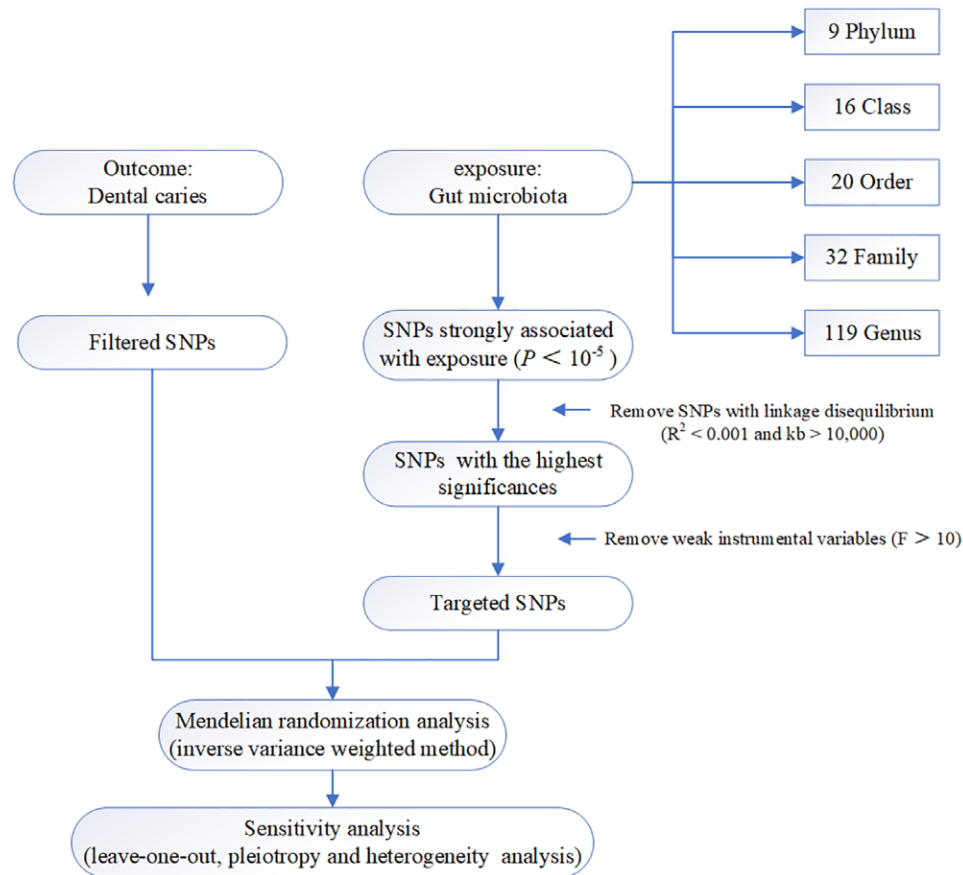 9 Phylum
16 Class
Outcome:
Dental caries
exposure:
Gut microbiota
20 Order
32 Family
119 Genus
Filtered SNPs
SNPs strongly associated
with exposure (P < 10⁻⁵ )
Remove SNPs with linkage disequilibrium
(R² < 0.001 and kb > 10,000)
SNPs with the highest
significances
Remove weak instrumental variables (F > 10)
Targeted SNPs
Mendelian randomization analysis
(inverse variance weighted method)
Sensitivity analysis
(leave-one-out, pleiotropy and heterogeneity analysis)